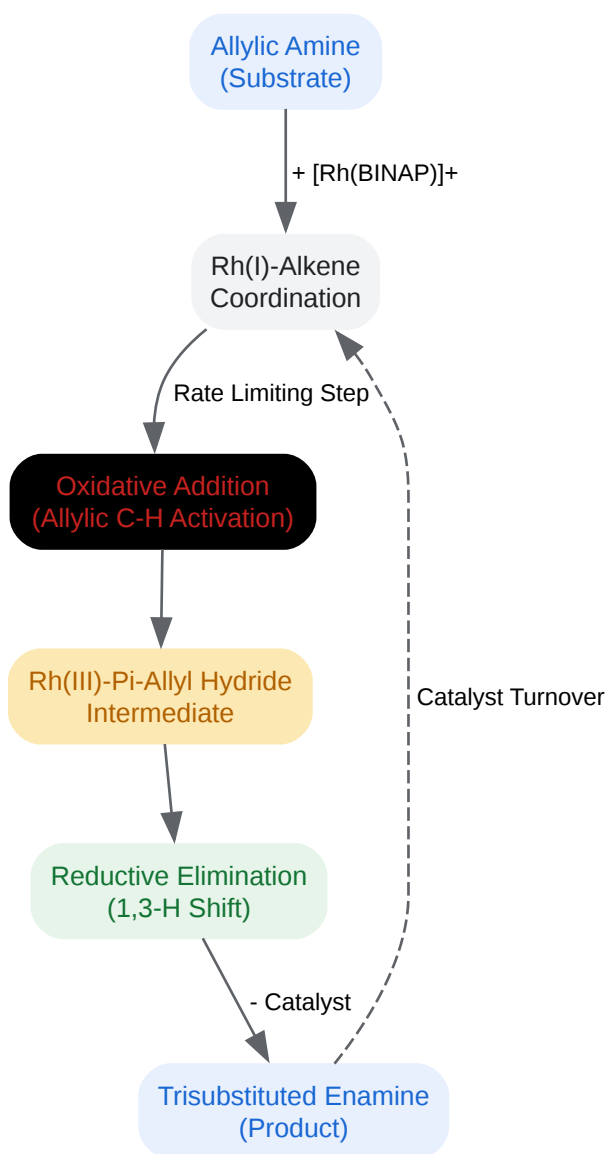 Allylic Amine
(Substrate)
+ [Rh(BINAP)]+
Rh(I)-Alkene
Coordination
Rate Limiting Step
Oxidative Addition
(Allylic C-H Activation)
Rh(III)-Pi-Allyl Hydride
Intermediate
Catalyst Turnover
Reductive Elimination
(1,3-H Shift)
- Catalyst
Trisubstituted Enamine
(Product)